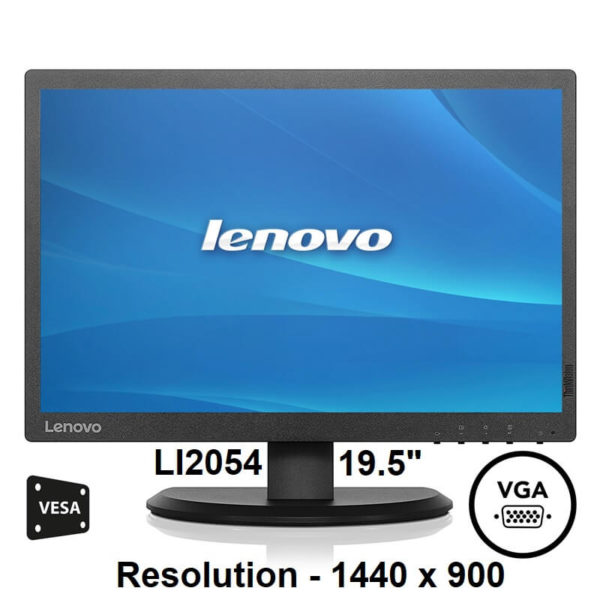 lenovo
ThinkVision
Lenovo
LI2054
19.5"
VESA
VGA
Resolution - 1440 x 900